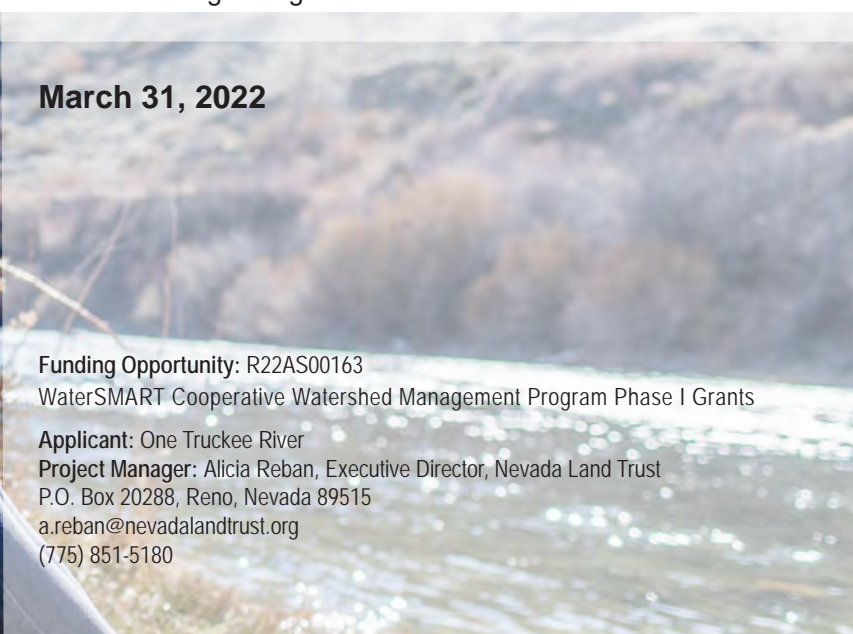 March 31, 2022
Funding Opportunity: R22AS00163
WaterSMART Cooperative Watershed Management Program Phase I Grants
Applicant: One Truckee River
Project Manager: Alicia Reban, Executive Director, Nevada Land Trust
P.O. Box 20288, Reno, Nevada 89515
a.reban@nevadalandtrust.org
(775) 851-5180